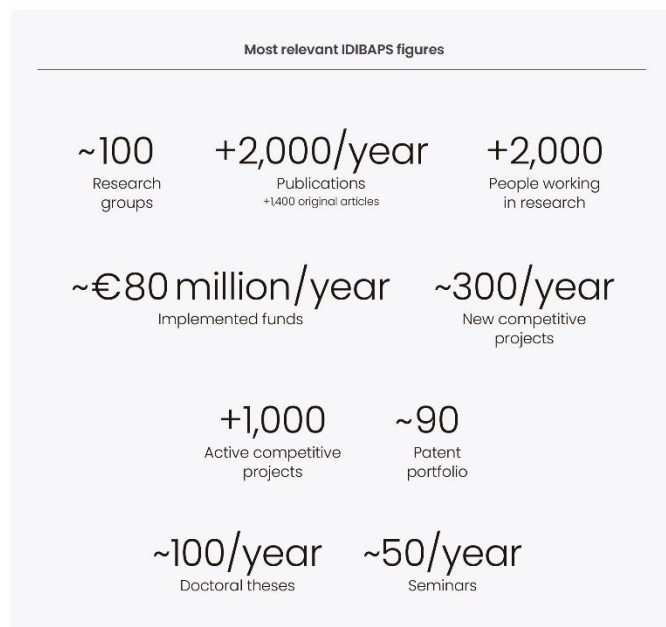 Most relevant IDIBAPS figures
~100
Research
groups
+2,000/year
Publications
+1,400 original articles
+2,000
People working
in research
~€80 million/year
Implemented funds
~300/year
New competitive
projects
+1,000
Active competitive
projects
~90
Patent
portfolio
~100/year
Doctoral theses
~50/year
Seminars